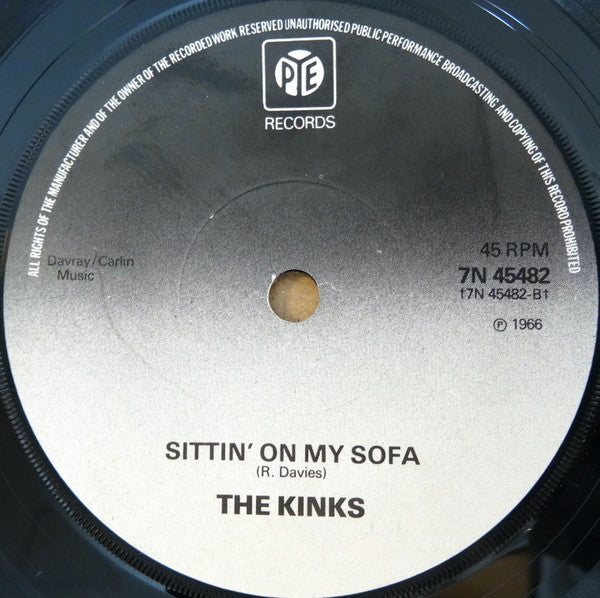 ALL RIGHTS OF THE MANUFACTURER AND OF THE OWNER OF THE RECORDED WORK RESERVED UNAUTHORISED PUBLIC PERFORMANCE BROADCASTING AND COPYING OF THIS RECORD PROHIBITED
PYE
RECORDS
Davray/Carlin
Music
45 RPM
7N 45482
†7N 45482-B†
℗ 1966
SITTIN' ON MY SOFA
(R. Davies)
THE KINKS